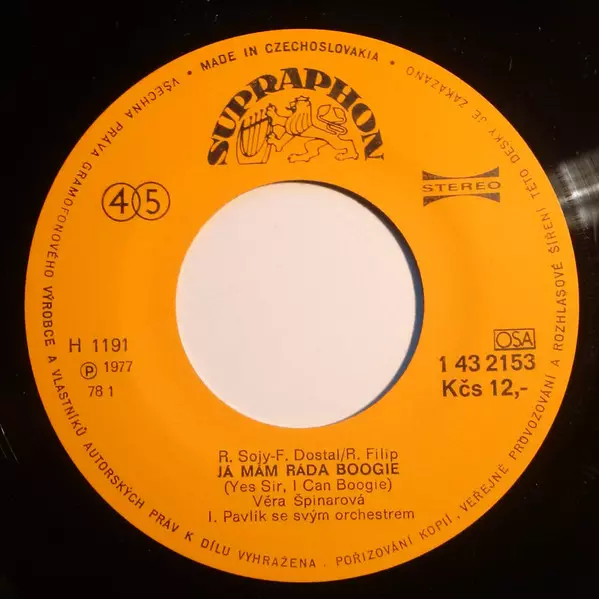 • MADE IN CZECHOSLOVAKIA •
VŠECHNA PRÁVA GRAMOFONOVÉHO VÝROBCE A VLASTNÍKŮ AUTORSKÝCH PRÁV K DÍLU VYHRAŽENA. POŘIZOVÁNÍ KOPIÍ, VEŘEJNÉ PROVOZOVÁNÍ A ROZHLASOVÉ ŠÍŘENÍ TÉTO DESKY JE ZAKÁZÁNO
SUPRAPHON
45
STEREO
H 1191
Ⓟ 1977
78 1
OSA
1 43 2153
Kčs 12,-
R. Sojy-F. Dostal/R. Filip
JÁ MÁM RÁDA BOOGIE
(Yes Sir, I Can Boogie)
Věra Špinarová
I. Pavlík se svým orchestrem